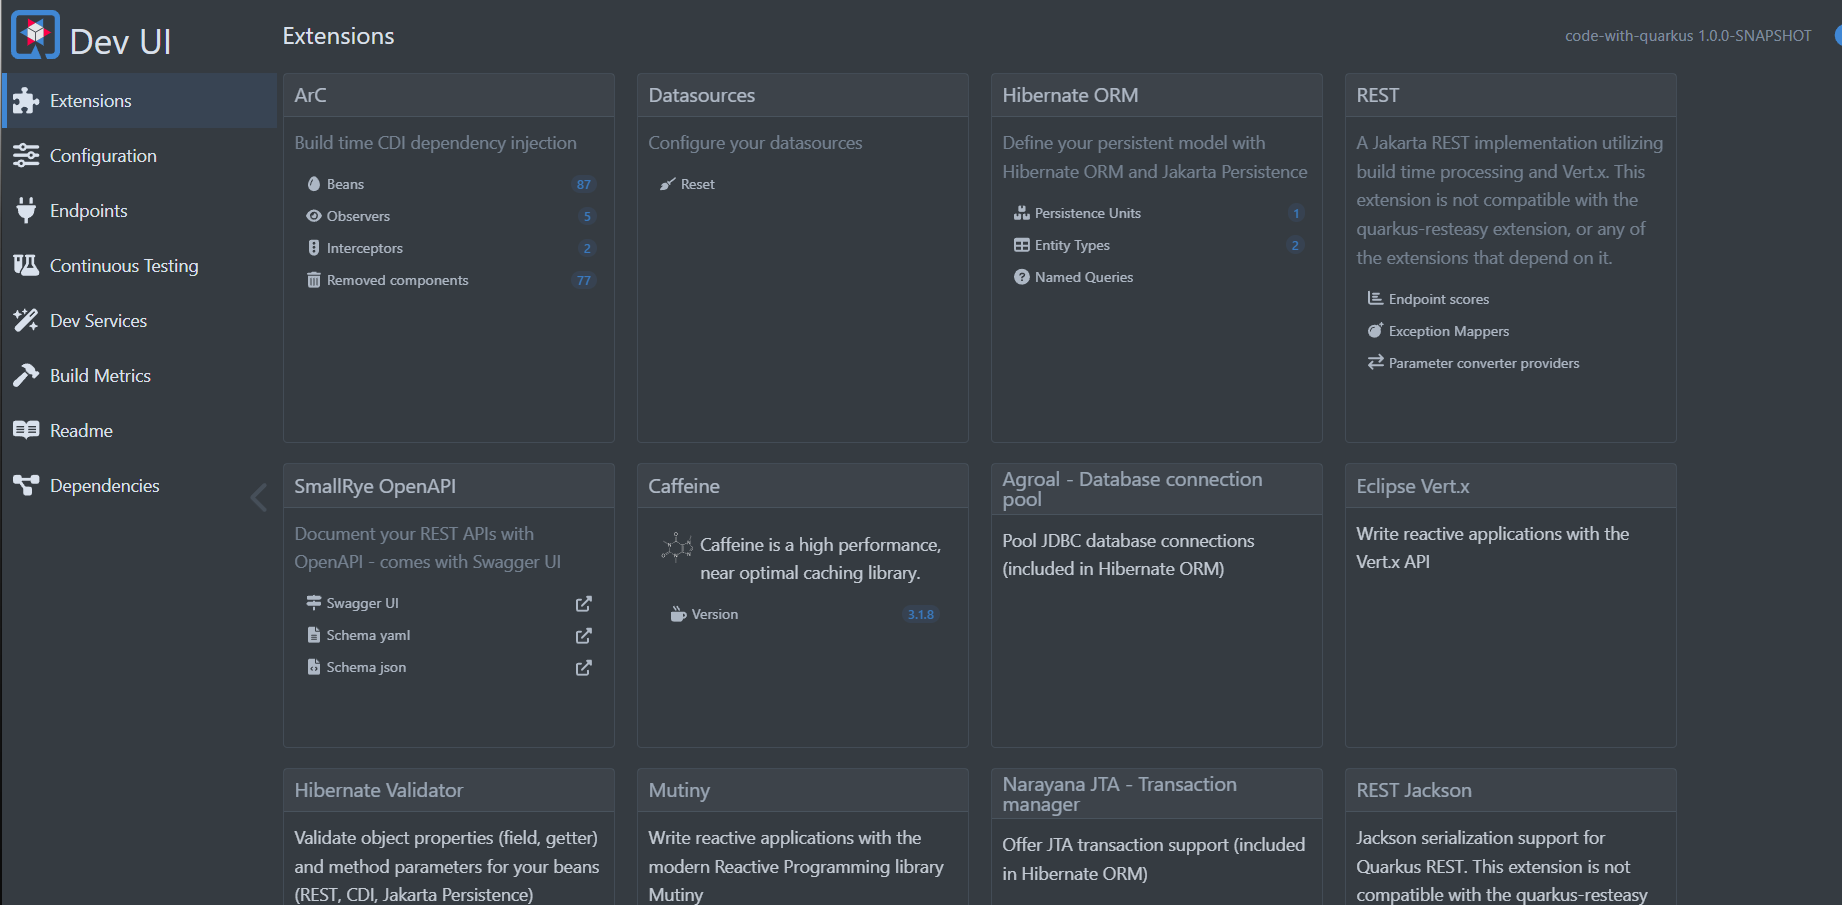 Dev UI
Extensions
code-with-quarkus 1.0.0-SNAPSHOT
Extensions
Configuration
Endpoints
Continuous Testing
Dev Services
Build Metrics
Readme
Dependencies
ArC
Build time CDI dependency injection
Beans 87
Observers 5
Interceptors 2
Removed components 77
Datasources
Configure your datasources
Reset
Hibernate ORM
Define your persistent model with
Hibernate ORM and Jakarta Persistence
Persistence Units 1
Entity Types 2
Named Queries
REST
A Jakarta REST implementation utilizing
build time processing and Vert.x. This
extension is not compatible with the
quarkus-resteasy extension, or any of
the extensions that depend on it.
Endpoint scores
Exception Mappers
Parameter converter providers
SmallRye OpenAPI
Document your REST APIs with
OpenAPI - comes with Swagger UI
Swagger UI
Schema yaml
Schema json
Caffeine
Caffeine is a high performance,
near optimal caching library.
Version 3.1.8
Agroal - Database connection
pool
Pool JDBC database connections
(included in Hibernate ORM)
Eclipse Vert.x
Write reactive applications with the
Vert.x API
Hibernate Validator
Validate object properties (field, getter)
and method parameters for your beans
(REST, CDI, Jakarta Persistence)
Mutiny
Write reactive applications with the
modern Reactive Programming library
Mutiny
Narayana JTA - Transaction
manager
Offer JTA transaction support (included
in Hibernate ORM)
REST Jackson
Jackson serialization support for
Quarkus REST. This extension is not
compatible with the quarkus-resteasy